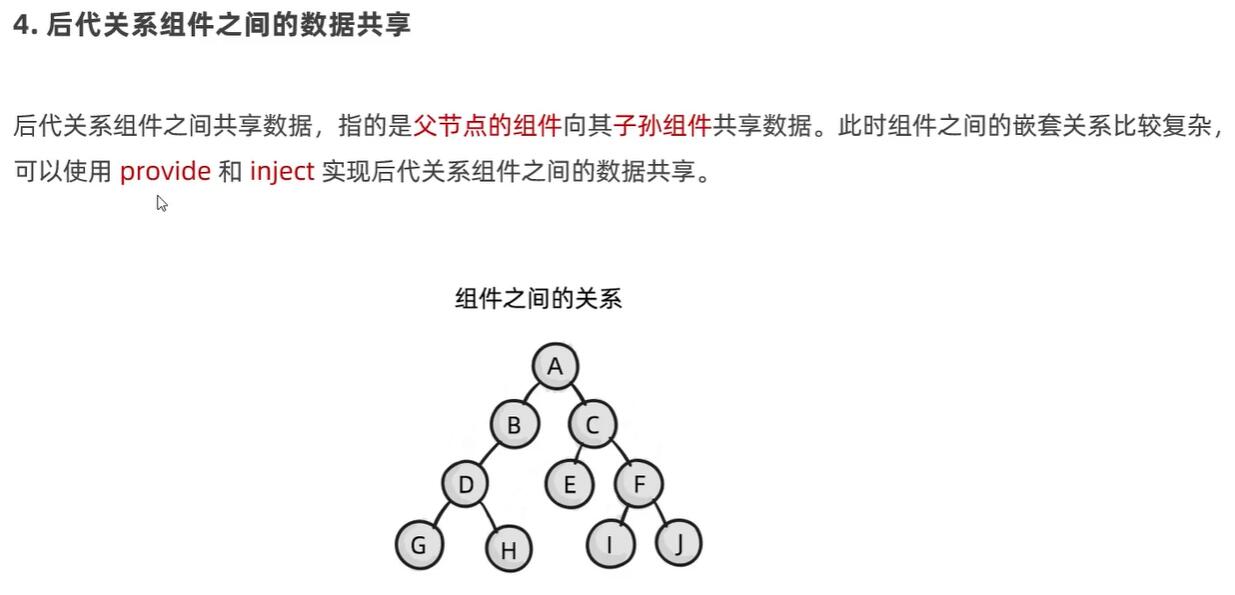 4. 后代关系组件之间的数据共享
后代关系组件之间共享数据，指的是父节点的组件向其子孙组件共享数据。此时组件之间的嵌套关系比较复杂，
可以使用 provide 和 inject 实现后代关系组件之间的数据共享。
组件之间的关系
A
B C
D E F
G H I J